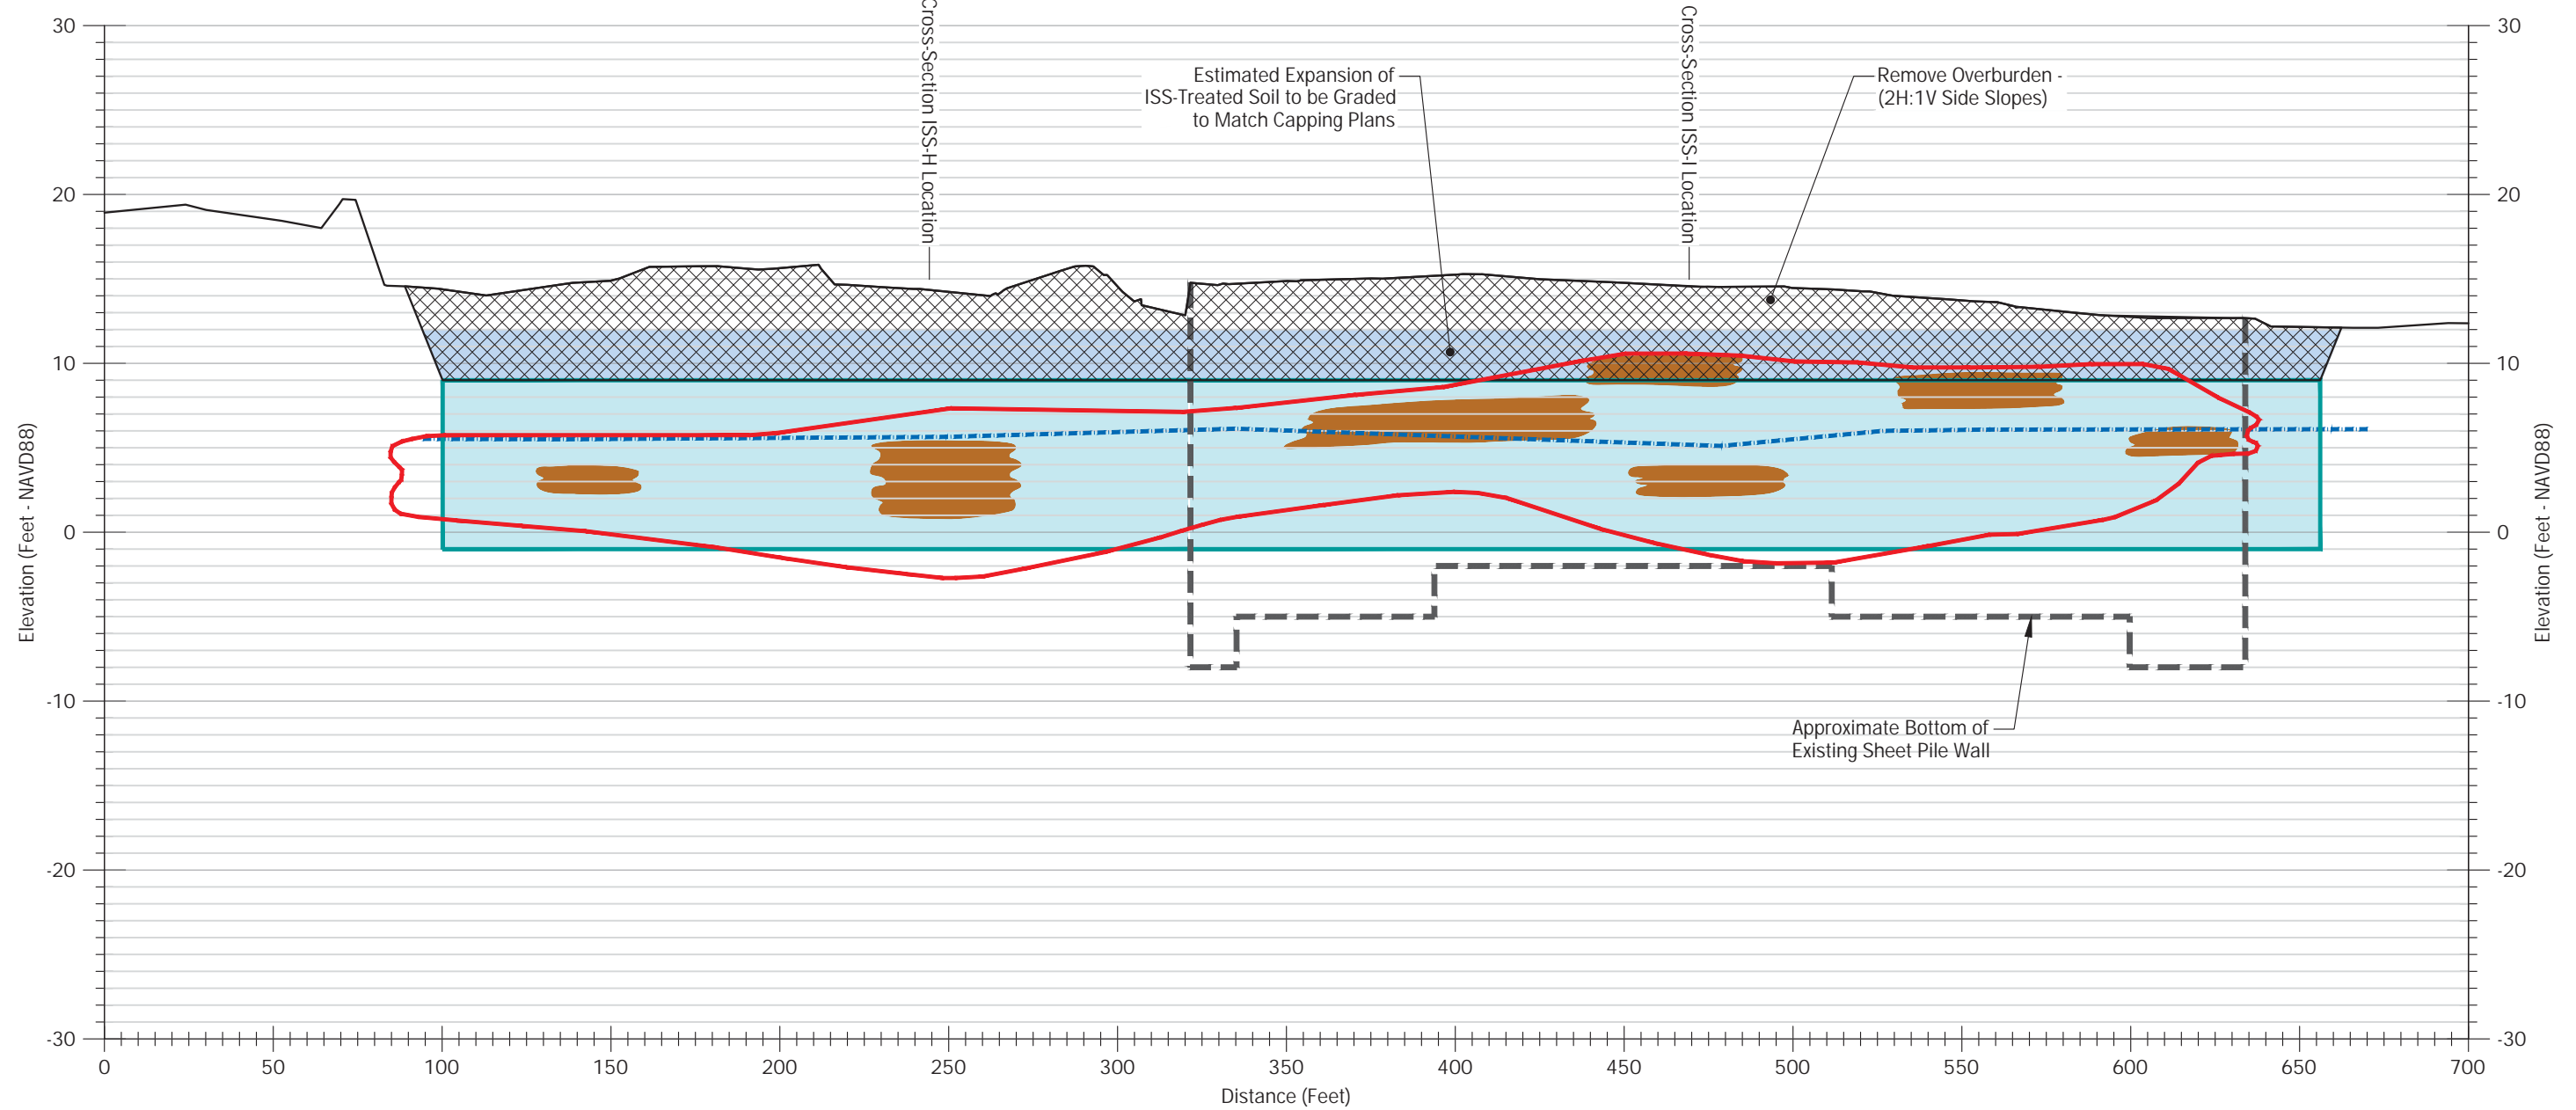 Cross-Section ISS-H Location
Cross-Section ISS-I Location
Estimated Expansion of
ISS-Treated Soil to be Graded
to Match Capping Plans
Remove Overburden -
(2H:1V Side Slopes)
30
20
10
0
-10
-20
-30
Elevation (Feet - NAVD88)
30
20
10
0
-10
-20
-30
Elevation (Feet - NAVD88)
Approximate Bottom of
Existing Sheet Pile Wall
0 50 100 150 200 250 300 350 400 450 500 550 600 650 700
Distance (Feet)